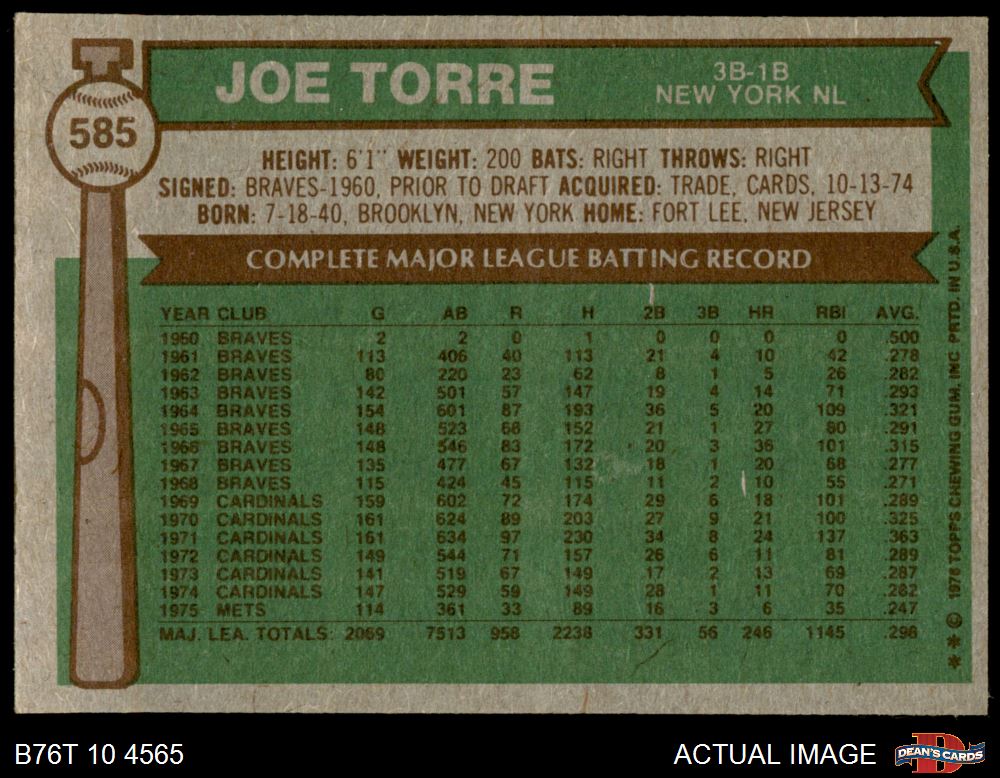 JOE TORRE
3B-1B
NEW YORK NL
585
HEIGHT: 6'1" WEIGHT: 200 BATS: RIGHT THROWS: RIGHT
SIGNED: BRAVES-1960, PRIOR TO DRAFT ACQUIRED: TRADE, CARDS, 10-13-74
BORN: 7-18-40, BROOKLYN, NEW YORK HOME: FORT LEE, NEW JERSEY
COMPLETE MAJOR LEAGUE BATTING RECORD
YEAR CLUB G AB R H 2B 3B HR RBI AVG.
1960 BRAVES 2 2 0 1 0 0 0 0 .500
1961 BRAVES 113 406 40 113 21 4 10 42 .278
1962 BRAVES 80 220 23 62 8 1 5 26 .282
1963 BRAVES 142 501 57 147 19 4 14 71 .293
1964 BRAVES 154 601 87 193 36 5 20 109 .321
1965 BRAVES 148 523 68 152 21 1 27 80 .291
1966 BRAVES 148 546 83 172 20 3 36 101 .315
1967 BRAVES 135 477 67 132 18 1 20 68 .277
1968 BRAVES 115 424 45 115 11 2 10 55 .271
1969 CARDINALS 159 602 72 174 29 6 18 101 .289
1970 CARDINALS 161 624 89 203 27 9 21 100 .325
1971 CARDINALS 161 634 97 230 34 8 24 137 .363
1972 CARDINALS 149 544 71 157 26 6 11 81 .289
1973 CARDINALS 141 519 67 149 17 2 13 69 .287
1974 CARDINALS 147 529 59 149 28 1 11 70 .282
1975 METS 114 361 33 89 16 3 6 35 .247
MAJ. LEA. TOTALS: 2069 7513 958 2238 331 56 246 1145 .298
* * © 1976 TOPPS CHEWING GUM, INC. PRTD. IN U.S.A.
B76T 10 4565
ACTUAL IMAGE
DEAN'S CARDS